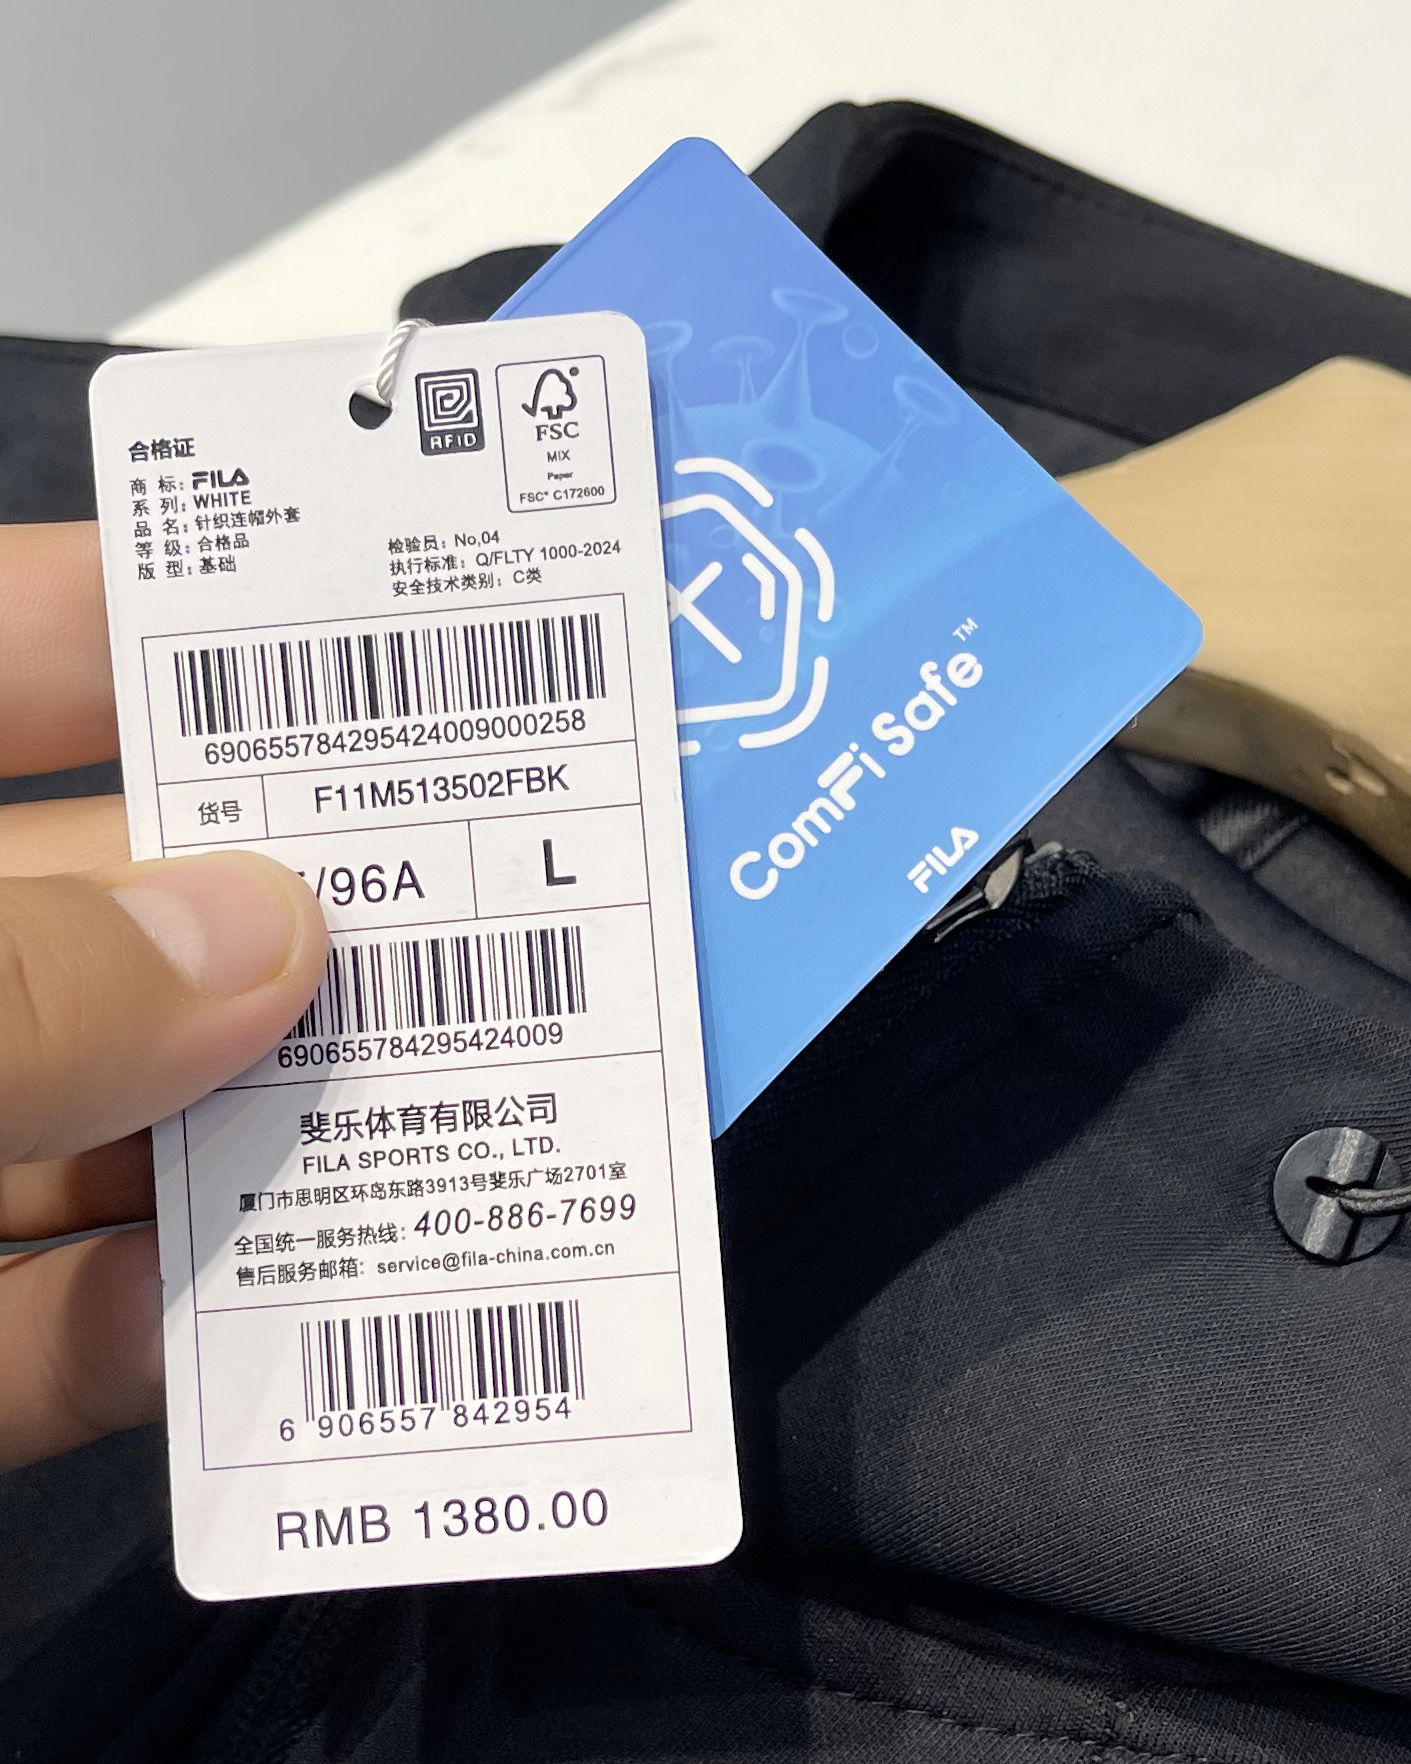 RFID
FSC
MIX
Paper
FSC® C172600
合格证
商 标: FILA
系 列: WHITE
品 名: 针织连帽外套
等 级: 合格品
版 型: 基础
检验员: No,04
执行标准: Q/FLTY 1000-2024
安全技术类别: C类
690655784295424009000258
货号 F11M513502FBK
/96A L
690655784295424009
斐乐体育有限公司
FILA SPORTS CO., LTD.
厦门市思明区环岛东路3913号斐乐广场2701室
全国统一服务热线: 400-886-7699
售后服务邮箱: service@fila-china.com.cn
6 906557 842954
RMB 1380.00
ComFi Safe™
FILA